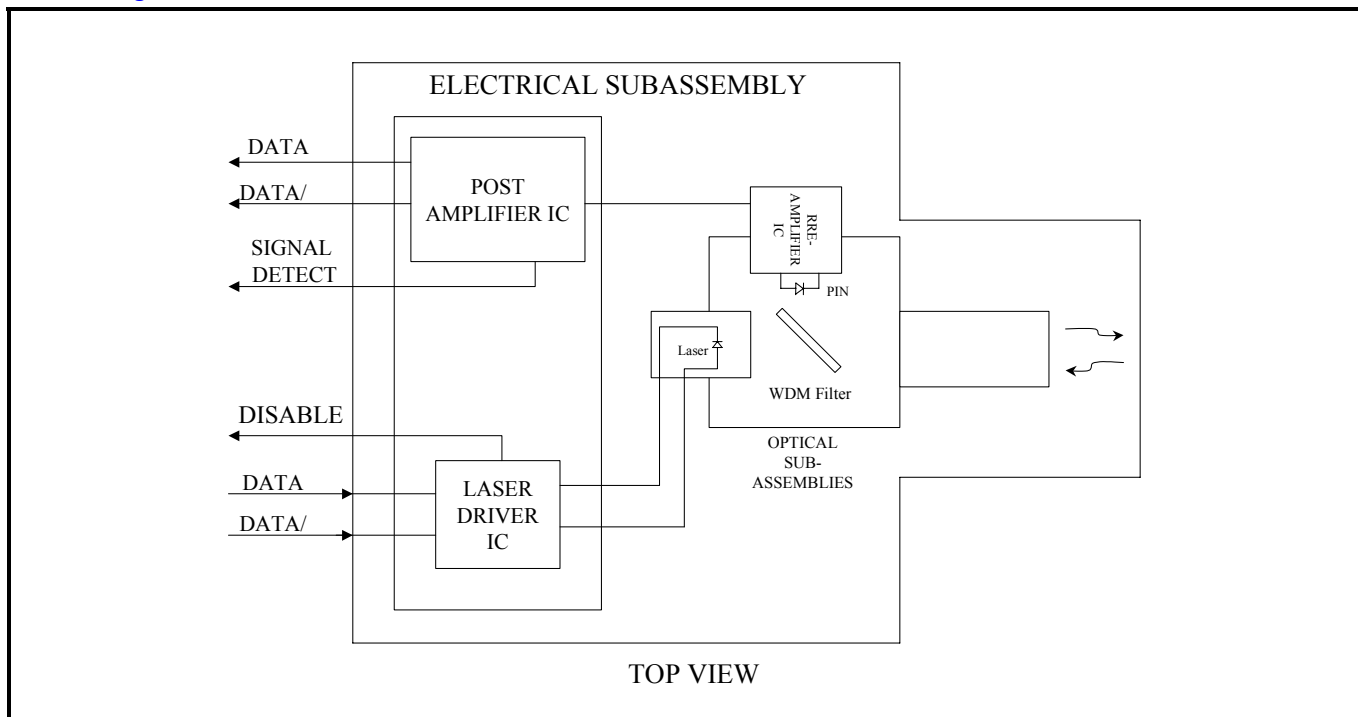 ELECTRICAL SUBASSEMBLY
DATA
DATA/
SIGNAL
DETECT
POST
AMPLIFIER IC
RRE-
AMPLIFIER
IC
PIN
Laser
WDM Filter
DISABLE
DATA
DATA/
LASER
DRIVER
IC
OPTICAL
SUB-
ASSEMBLIES
TOP VIEW